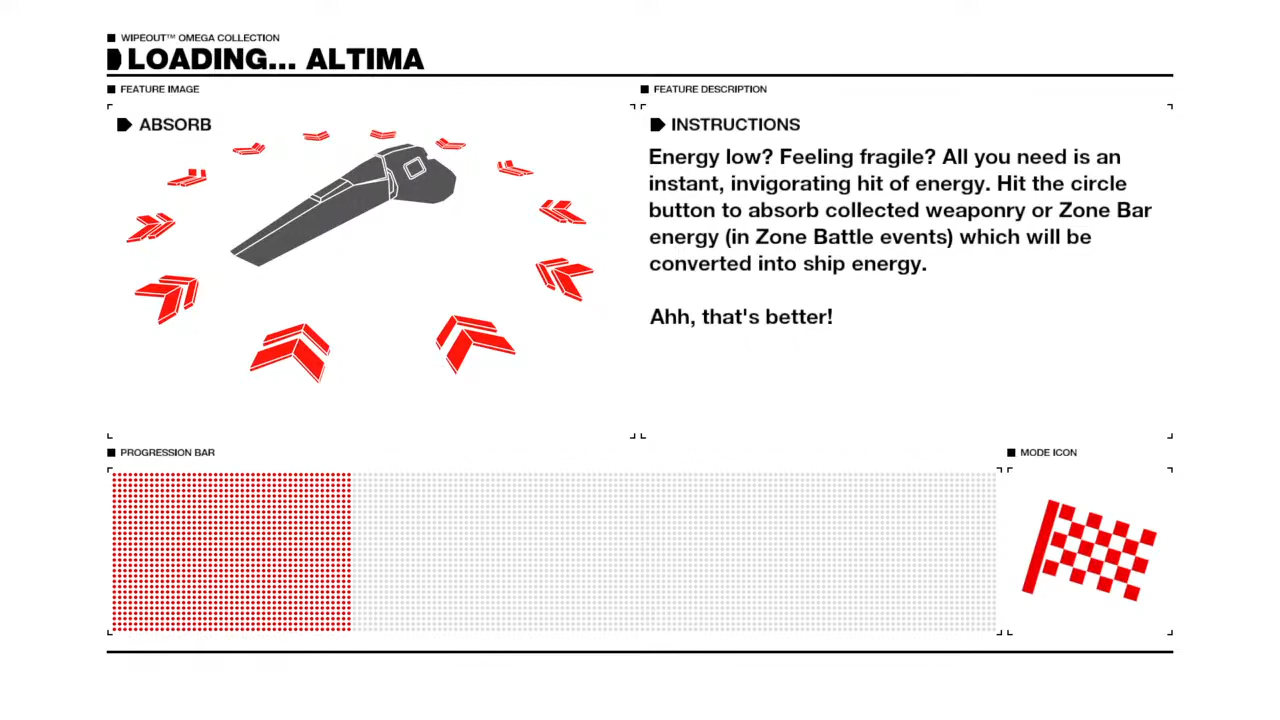 WIPEOUT™ OMEGA COLLECTION
LOADING... ALTIMA
FEATURE IMAGE
ABSORB
FEATURE DESCRIPTION
INSTRUCTIONS
Energy low? Feeling fragile? All you need is an
instant, invigorating hit of energy. Hit the circle
button to absorb collected weaponry or Zone Bar
energy (in Zone Battle events) which will be
converted into ship energy.
Ahh, that's better!
PROGRESSION BAR
MODE ICON